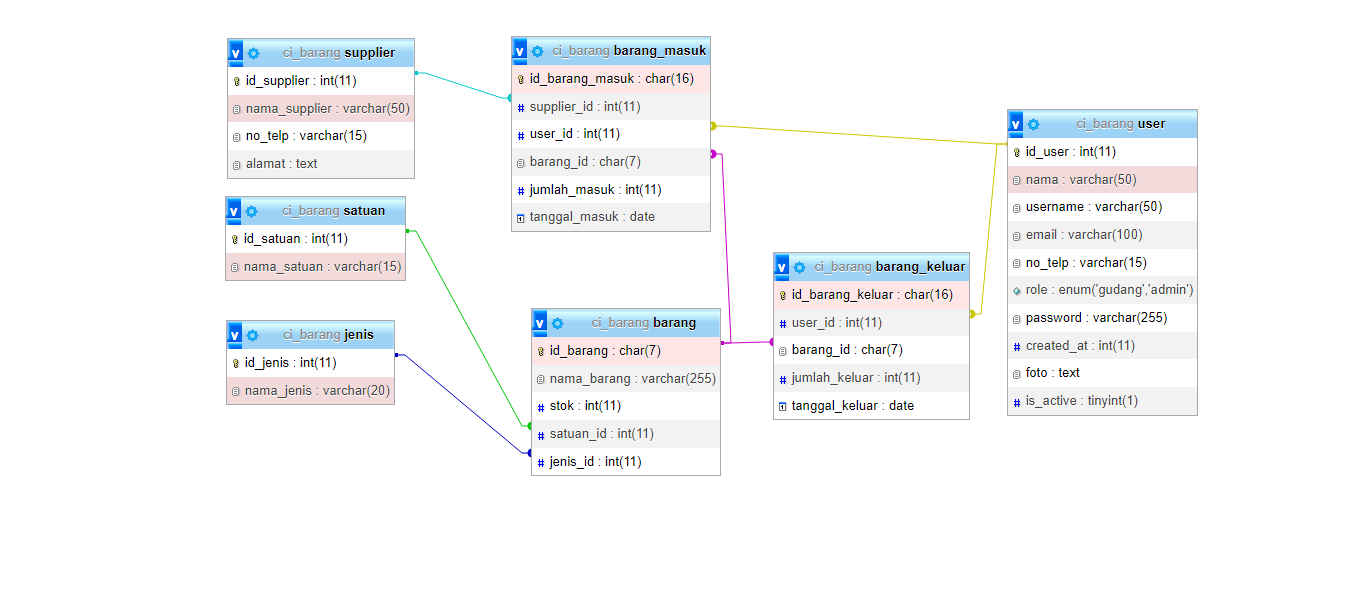 ci_barang supplier
id_supplier : int(11)
nama_supplier : varchar(50)
no_telp : varchar(15)
alamat : text
ci_barang satuan
id_satuan : int(11)
nama_satuan : varchar(15)
ci_barang jenis
id_jenis : int(11)
nama_jenis : varchar(20)
ci_barang barang_masuk
id_barang_masuk : char(16)
supplier_id : int(11)
user_id : int(11)
barang_id : char(7)
jumlah_masuk : int(11)
tanggal_masuk : date
ci_barang barang
id_barang : char(7)
nama_barang : varchar(255)
stok : int(11)
satuan_id : int(11)
jenis_id : int(11)
ci_barang barang_keluar
id_barang_keluar : char(16)
user_id : int(11)
barang_id : char(7)
jumlah_keluar : int(11)
tanggal_keluar : date
ci_barang user
id_user : int(11)
nama : varchar(50)
username : varchar(50)
email : varchar(100)
no_telp : varchar(15)
role : enum('gudang','admin')
password : varchar(255)
created_at : int(11)
foto : text
is_active : tinyint(1)